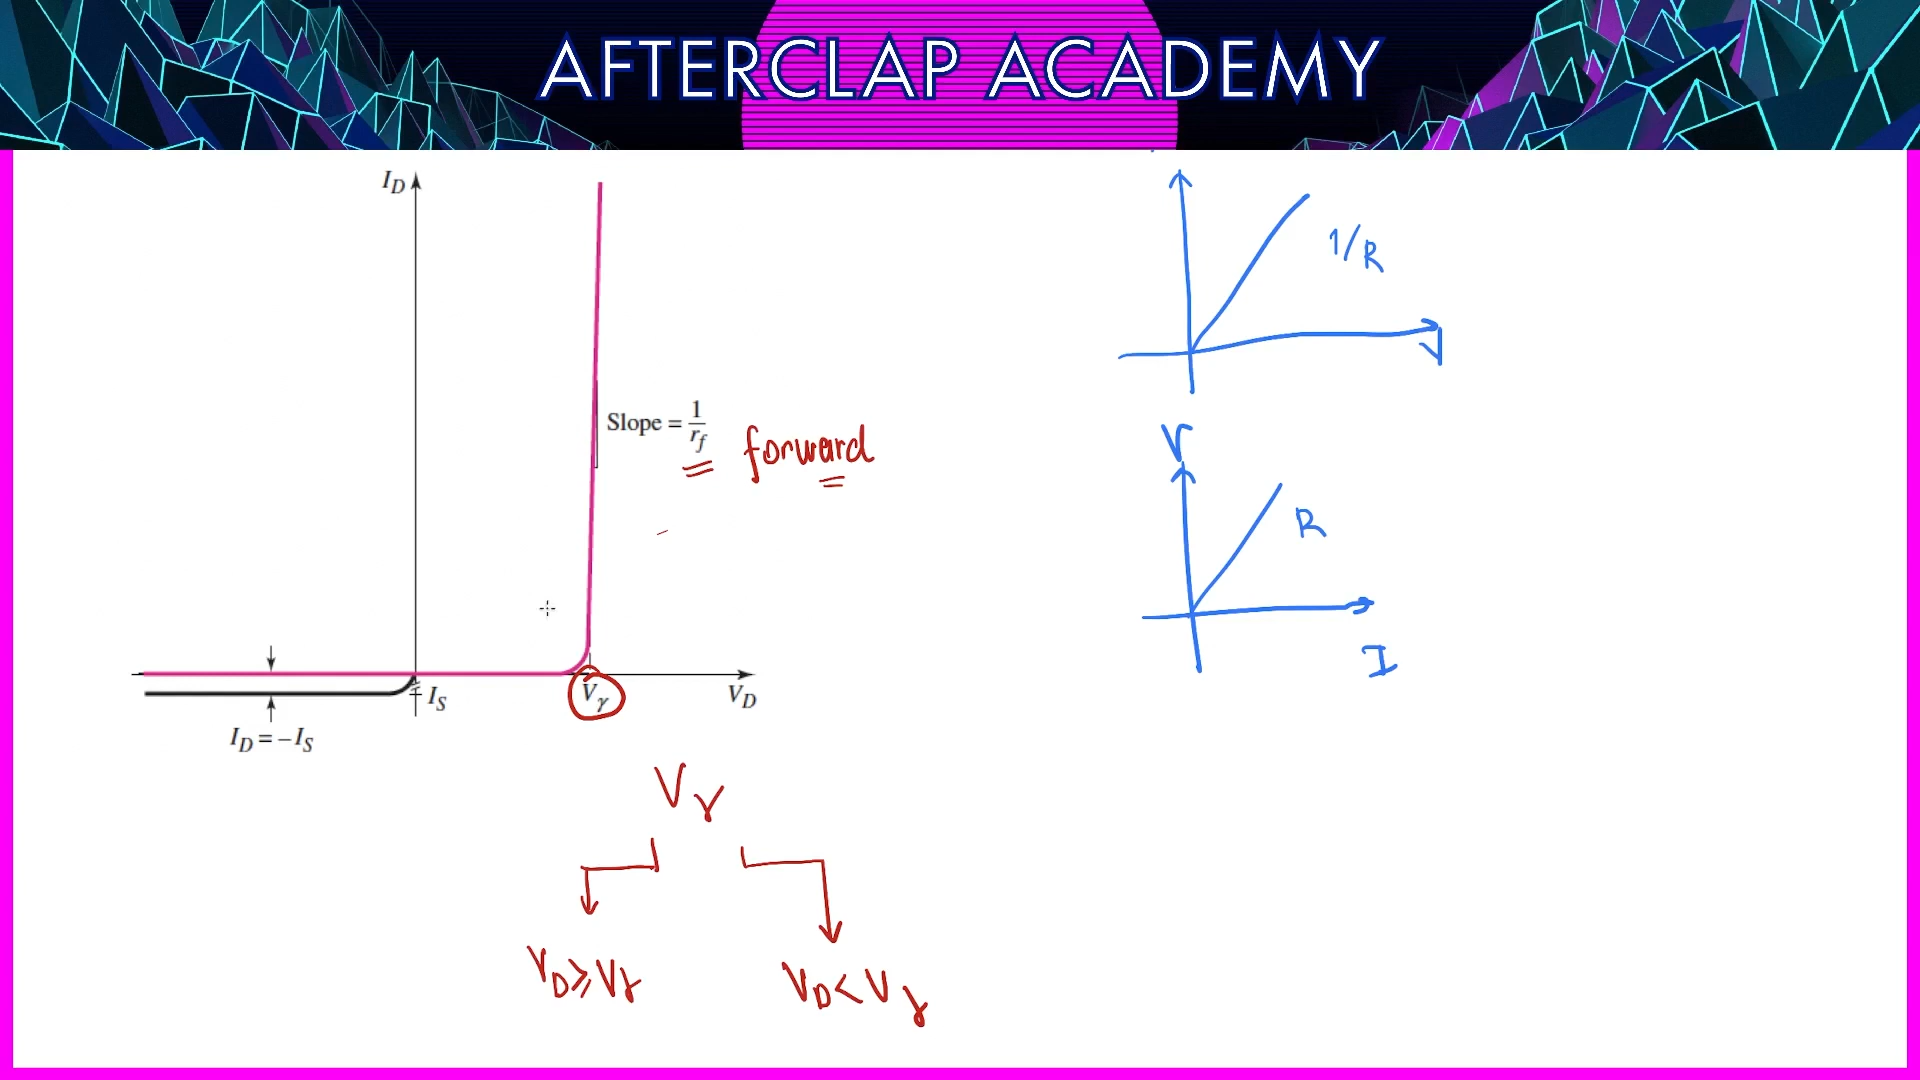 AFTERCLAP ACADEMY
I_D
Slope = 1/r_f
forward
I_S
V_γ
V_D
I_D = –I_S
V_γ
V_D ≥ V_γ
V_D < V_γ
1/R
V
V
R
I